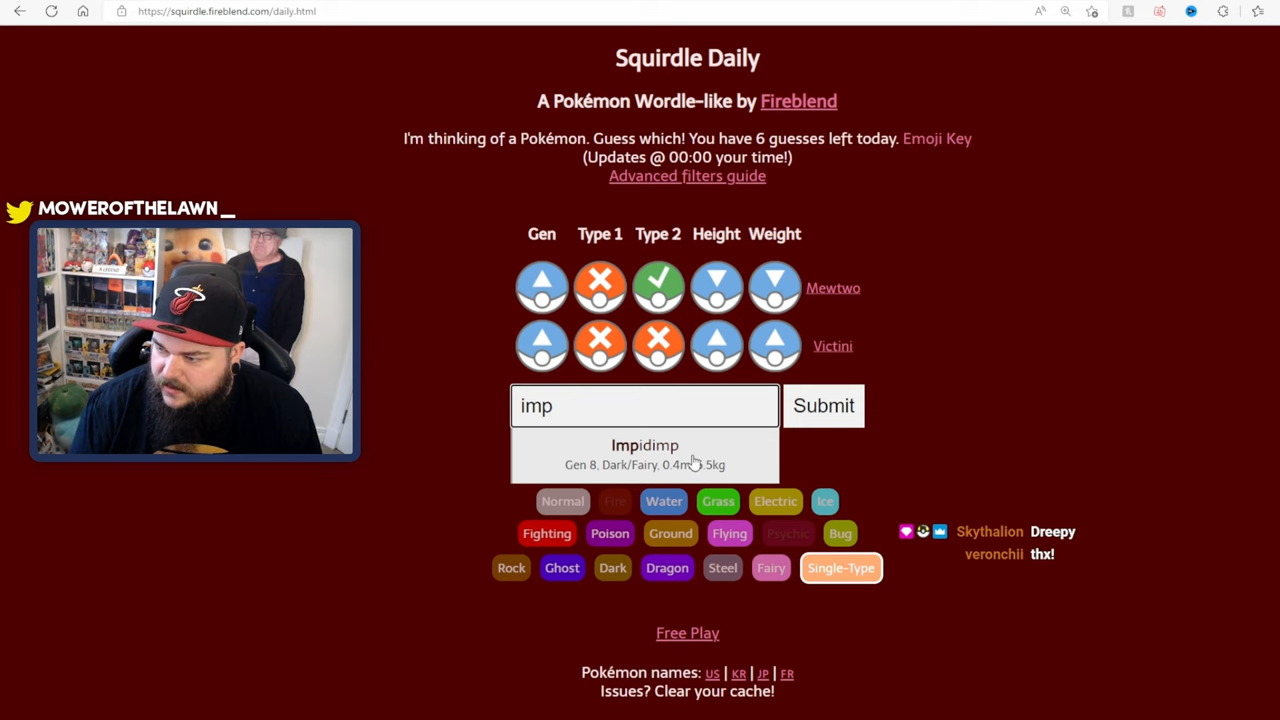 https://squirdle.fireblend.com/daily.html
Squirdle Daily
A Pokémon Wordle-like by Fireblend
I'm thinking of a Pokémon. Guess which! You have 6 guesses left today. Emoji Key
(Updates @ 00:00 your time!)
Advanced filters guide
MOWEROFTHELAWN_
Gen Type 1 Type 2 Height Weight
Mewtwo
Victini
imp Submit
Impidimp
Gen 8, Dark/Fairy, 0.4m, 5.5kg
Normal Fire Water Grass Electric Ice
Fighting Poison Ground Flying Psychic Bug
Rock Ghost Dark Dragon Steel Fairy Single-Type
Skythalion Dreepy
veronchii thx!
Free Play
Pokémon names: US | KR | JP | FR
Issues? Clear your cache!